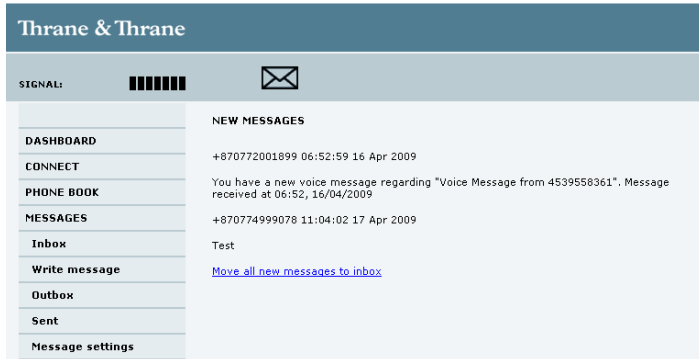 Thrane & Thrane
SIGNAL:
DASHBOARD
CONNECT
PHONE BOOK
MESSAGES
Inbox
Write message
Outbox
Sent
Message settings
NEW MESSAGES
+870772001899 06:52:59 16 Apr 2009
You have a new voice message regarding "Voice Message from 4539558361". Message
received at 06:52, 16/04/2009
+870774999078 11:04:02 17 Apr 2009
Test
Move all new messages to inbox